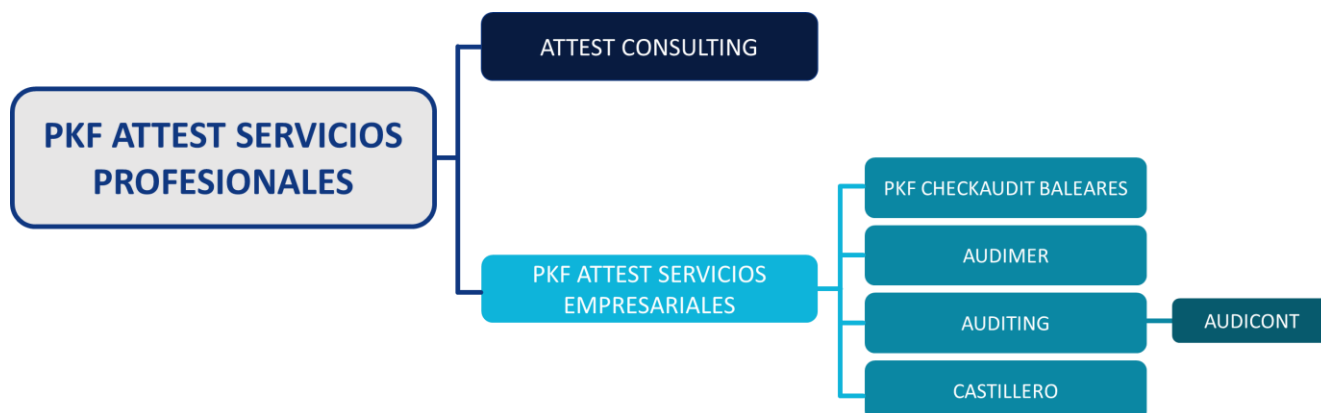 ATTEST CONSULTING
PKF ATTEST SERVICIOS
PROFESIONALES
PKF CHECKAUDIT BALEARES
AUDIMER
PKF ATTEST SERVICIOS
EMPRESARIALES
AUDITING
AUDICONT
CASTILLERO